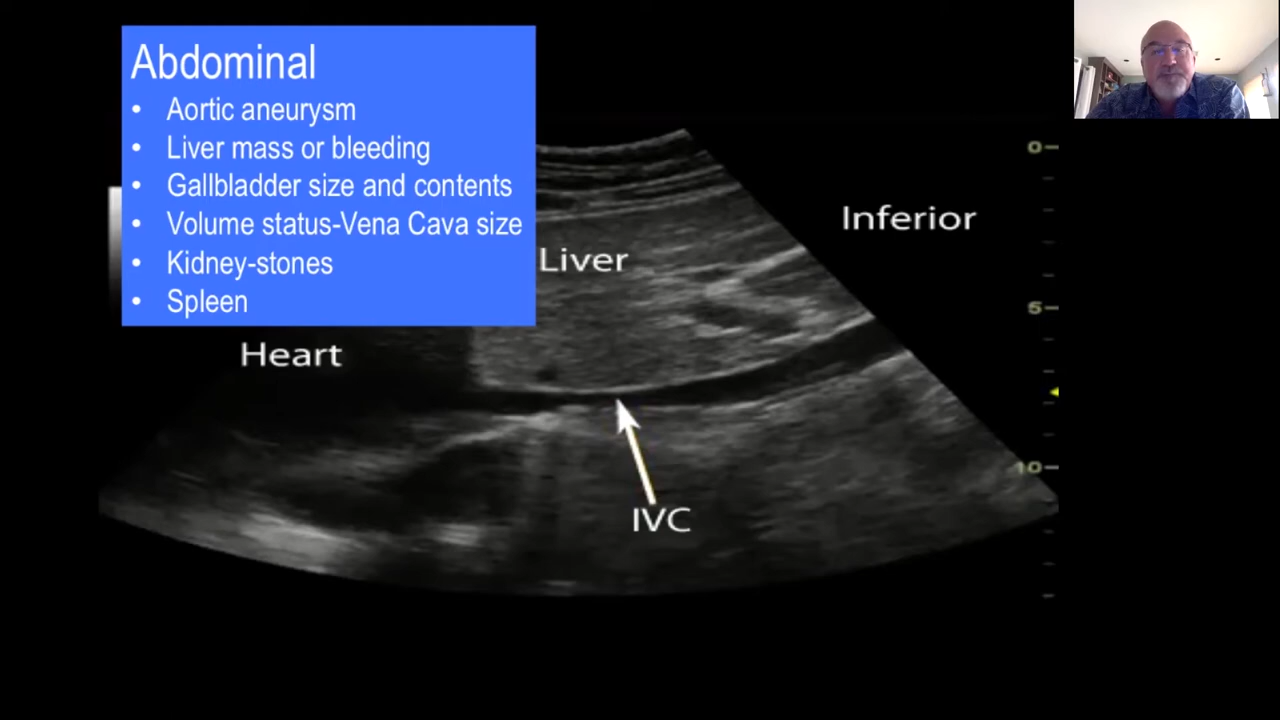 Abdominal
• Aortic aneurysm
• Liver mass or bleeding
• Gallbladder size and contents
• Volume status-Vena Cava size
• Kidney-stones
• Spleen
0
Inferior
Liver
5
Heart
10
IVC